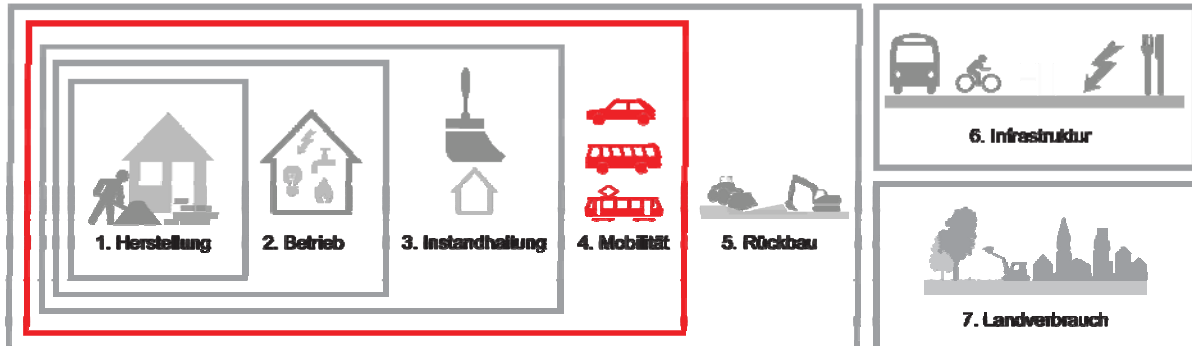 1. Herstellung
2. Betrieb
3. Instandhaltung
4. Mobilität
5. Rückbau
6. Infrastruktur
7. Landverbrauch